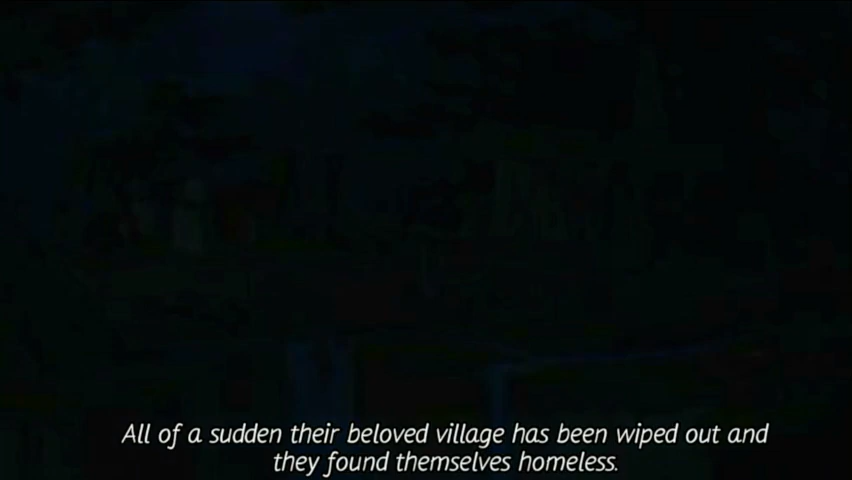 All of a sudden their beloved village has been wiped out and
they found themselves homeless.